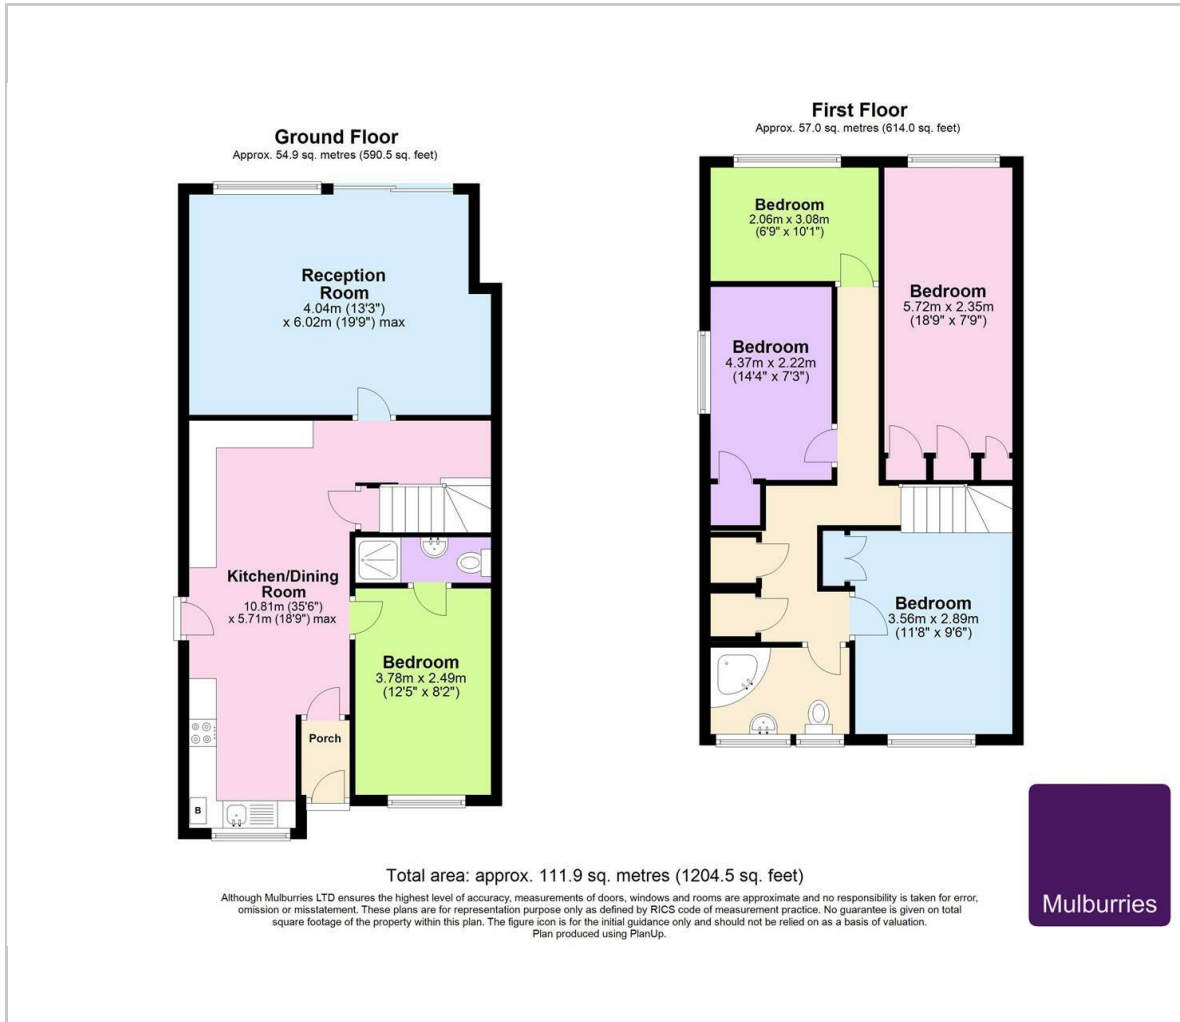 Ground Floor
Approx. 54.9 sq. metres (590.5 sq. feet)
Reception
Room
4.04m (13'3")
x 6.02m (19'9") max
Kitchen/Dining
Room
10.81m (35'6")
x 5.71m (18'9") max
Bedroom
3.78m x 2.49m
(12'5" x 8'2")
Porch
B
First Floor
Approx. 57.0 sq. metres (614.0 sq. feet)
Bedroom
2.06m x 3.08m
(6'9" x 10'1")
Bedroom
5.72m x 2.35m
(18'9" x 7'9")
Bedroom
4.37m x 2.22m
(14'4" x 7'3")
Bedroom
3.56m x 2.89m
(11'8" x 9'6")
Total area: approx. 111.9 sq. metres (1204.5 sq. feet)
Although Mulburries LTD ensures the highest level of accuracy, measurements of doors, windows and rooms are approximate and no responsibility is taken for error,
omission or misstatement. These plans are for representation purpose only as defined by RICS code of measurement practice. No guarantee is given on total
square footage of the property within this plan. The figure icon is for the initial guidance only and should not be relied on as a basis of valuation.
Plan produced using PlanUp.
Mulburries